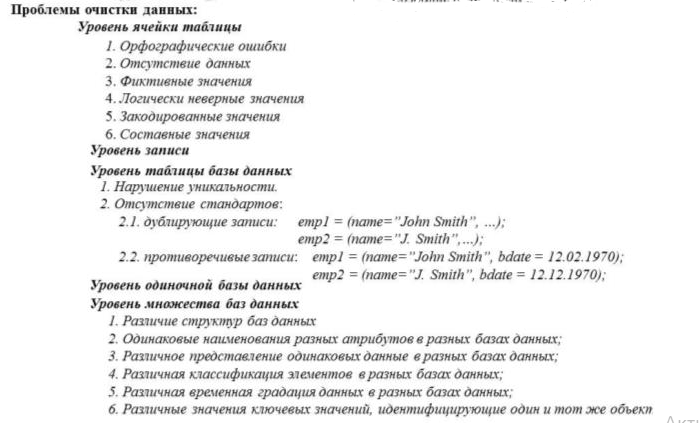 Проблемы очистки данных:
Уровень ячейки таблицы
1. Орфографические ошибки
2. Отсутствие данных
3. Фиктивные значения
4. Логически неверные значения
5. Закодированные значения
6. Составные значения
Уровень записи
Уровень таблицы базы данных
1. Нарушение уникальности.
2. Отсутствие стандартов:
2.1. дублирующие записи: emp1 = (name="John Smith", ...);
emp2 = (name="J. Smith",...);
2.2. противоречивые записи: emp1 = (name="John Smith", bdate = 12.02.1970);
emp2 = (name="J. Smith", bdate = 12.12.1970);
Уровень одиночной базы данных
Уровень множества баз данных
1. Различие структур баз данных
2. Одинаковые наименования разных атрибутов в разных базах данных;
3. Различное представление одинаковых данные в разных базах данных;
4. Различная классификация элементов в разных базах данных;
5. Различная временная градация данных в разных базах данных;
6. Различные значения ключевых значений, идентифицирующие один и тот же объект